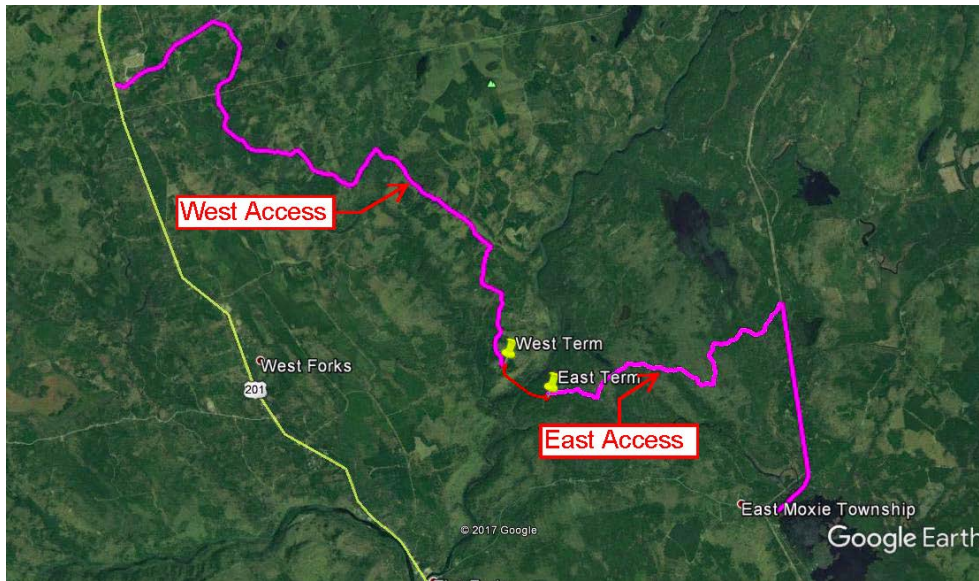 West Access
West Term
West Forks
201
East Term
East Access
East Moxie Township
© 2017 Google
Google Earth